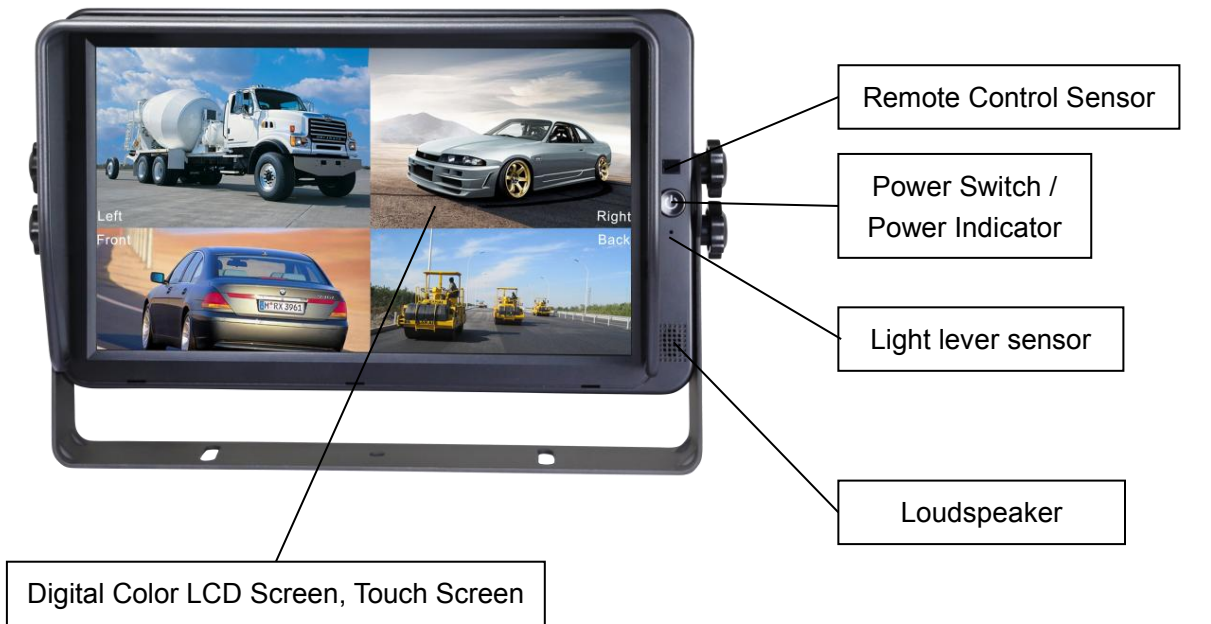 Remote Control Sensor
Power Switch /
Power Indicator
Left
Right
Front
Back
M*RX 3961
Light lever sensor
Loudspeaker
Digital Color LCD Screen, Touch Screen